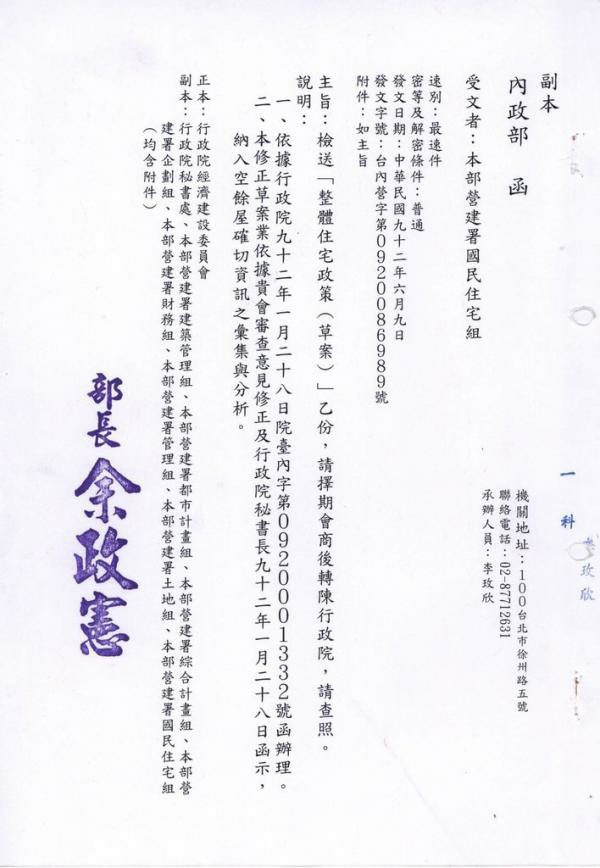 副本
內政部　函
機關地址：100台北市徐州路五號
聯絡電話：02-87712631
承辦人員：李玫欣
受文者：本部營建署國民住宅組
速別：最速件
密等及解密條件：普通
發文日期：中華民國九十二年六月九日
發文字號：台內營字第0920086989號
附件：如主旨
主旨：檢送「整體住宅政策（草案）」乙份，請擇期會商後轉陳行政院，請查照。
說明：
一、依據行政院九十二年一月二十八日院臺內字第0920001332號函辦理。
二、本修正草案業依據貴會審查意見修正及行政院秘書長九十二年一月二十八日函示，
納入空餘屋確切資訊之彙集與分析。
正本：行政院經濟建設委員會
副本：行政院秘書處、本部營建署建築管理組、本部營建署都市計畫組、本部營建署綜合計畫組、本部營
建署企劃組、本部營建署財務組、本部營建署管理組、本部營建署土地組、本部營建署國民住宅組
（均含附件）
部長 余政憲
一科
玫欣